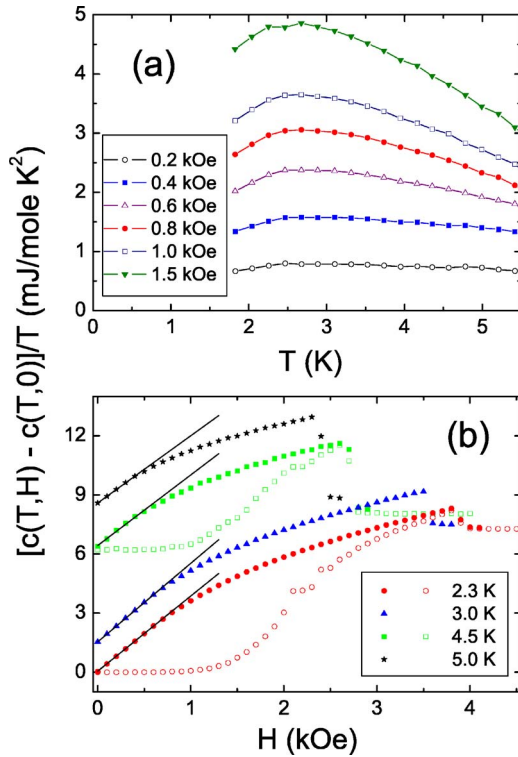 [c(T,H) - c(T,0)]/T (mJ/mole K²)
5
4
3
2
1
0
(a)
0.2 kOe
0.4 kOe
0.6 kOe
0.8 kOe
1.0 kOe
1.5 kOe
0 1 2 3 4 5
T (K)
12
9
6
3
0
(b)
2.3 K
3.0 K
4.5 K
5.0 K
0 1 2 3 4
H (kOe)